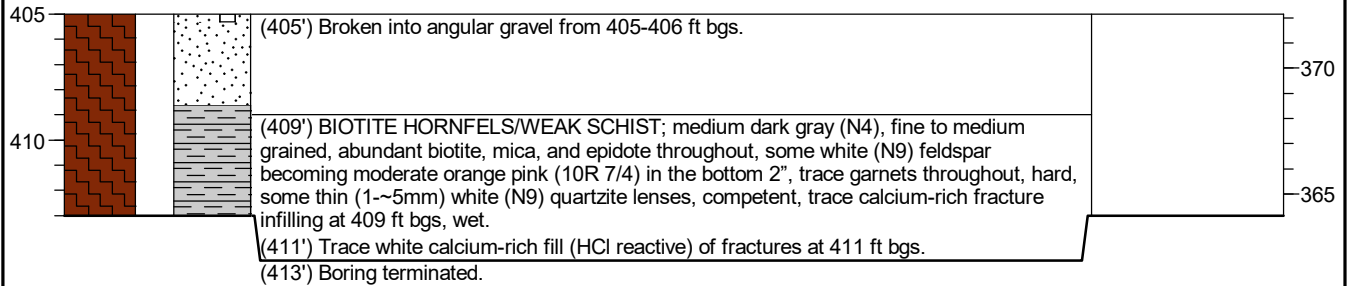 405
(405') Broken into angular gravel from 405-406 ft bgs.
370
(409') BIOTITE HORNFELS/WEAK SCHIST; medium dark gray (N4), fine to medium
410
grained, abundant biotite, mica, and epidote throughout, some white (N9) feldspar
becoming moderate orange pink (10R 7/4) in the bottom 2”, trace garnets throughout, hard,
some thin (1-~5mm) white (N9) quartzite lenses, competent, trace calcium-rich fracture
365
infilling at 409 ft bgs, wet.
(411') Trace white calcium-rich fill (HCl reactive) of fractures at 411 ft bgs.
(413') Boring terminated.